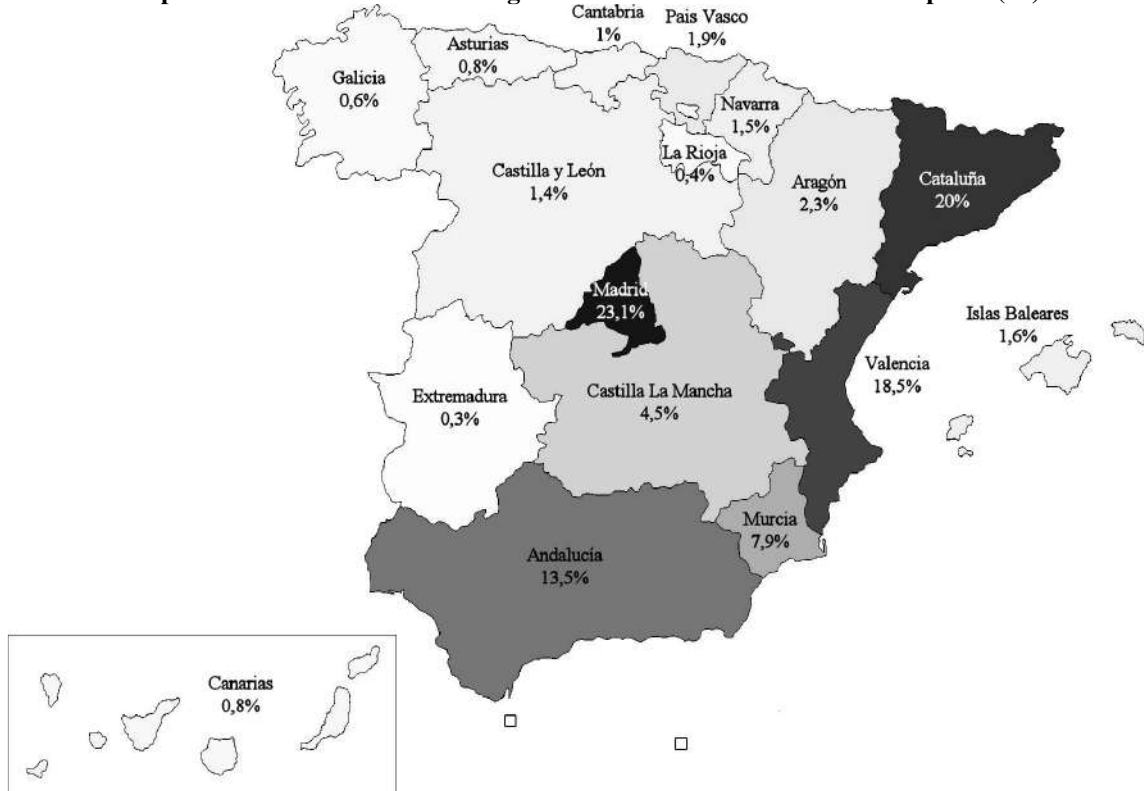 Cantabria
1%
Pais Vasco
1,9%
Asturias
0,8%
Galicia
0,6%
Navarra
1,5%
La Rioja
0,4%
Castilla y León
1,4%
Aragón
2,3%
Cataluña
20%
Madrid
23,1%
Islas Baleares
1,6%
Valencia
18,5%
Extremadura
0,3%
Castilla La Mancha
4,5%
Murcia
7,9%
Andalucía
13,5%
Canarias
0,8%